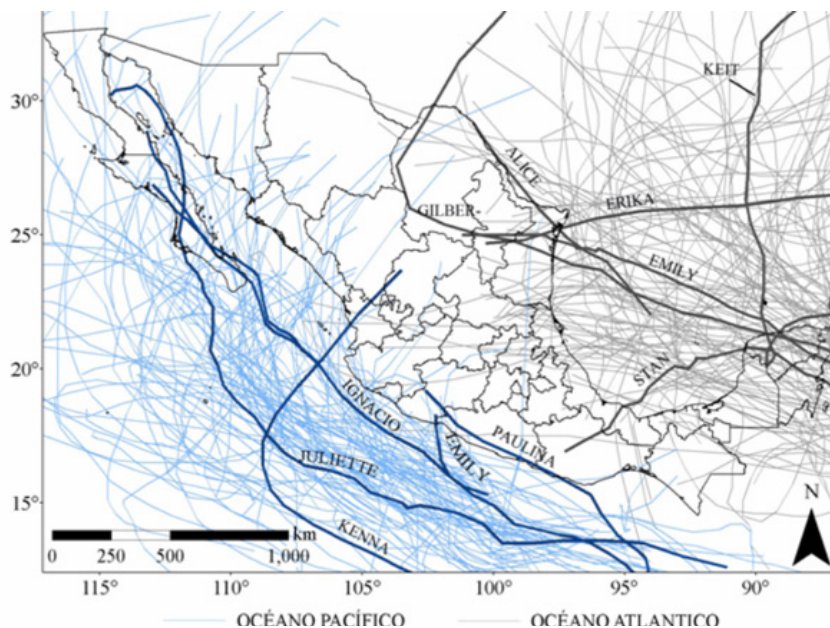 KEIT
30°
ALICE
ERIKA
GILBER-
25°
EMILY
20°
STAN
IGNACIO
PAULINA
EMILY
JULIETTE
15°
N
KENNA
km
0 250 500 1,000
115° 110° 105° 100° 95° 90°
OCÉANO PACÍFICO OCÉANO ATLANTICO